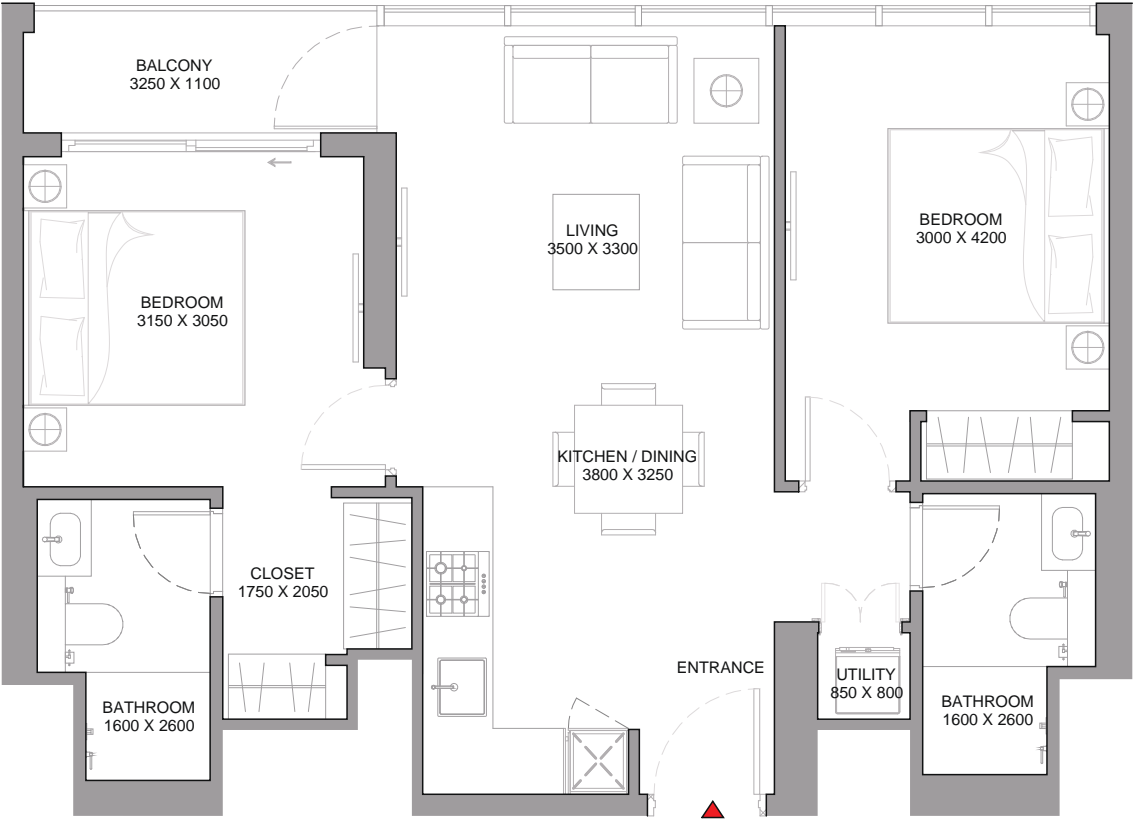 BALCONY
3250 X 1100
LIVING
3500 X 3300
BEDROOM
3000 X 4200
BEDROOM
3150 X 3050
KITCHEN / DINING
3800 X 3250
CLOSET
1750 X 2050
ENTRANCE
UTILITY
850 X 800
BATHROOM
1600 X 2600
BATHROOM
1600 X 2600